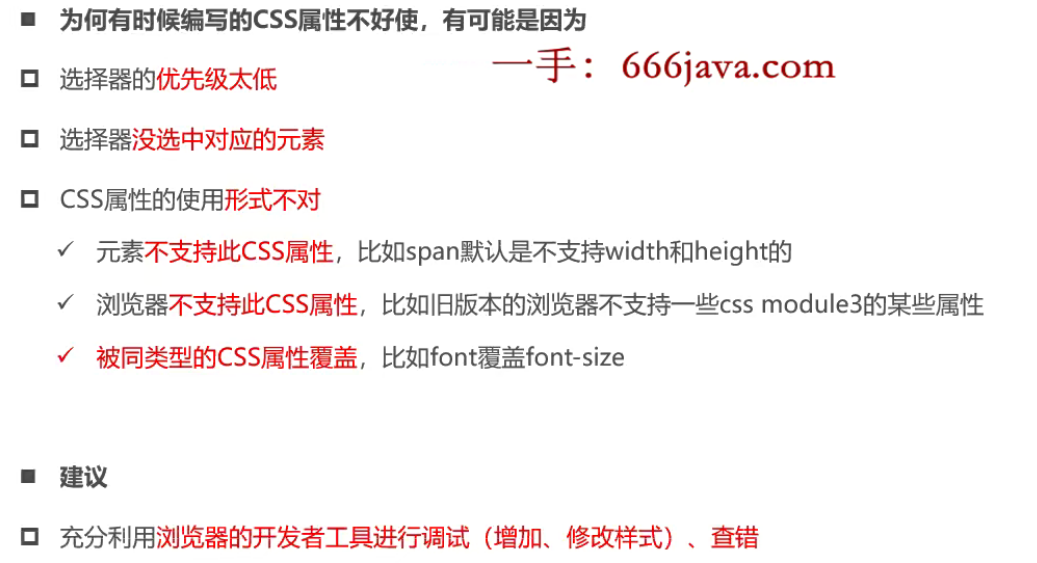 为何有时候编写的CSS属性不好使，有可能是因为
一手：666java.com
选择器的优先级太低
选择器没选中对应的元素
CSS属性的使用形式不对
元素不支持此CSS属性，比如span默认是不支持width和height的
浏览器不支持此CSS属性，比如旧版本的浏览器不支持一些css module3的某些属性
被同类型的CSS属性覆盖，比如font覆盖font-size
建议
充分利用浏览器的开发者工具进行调试（增加、修改样式）、查错